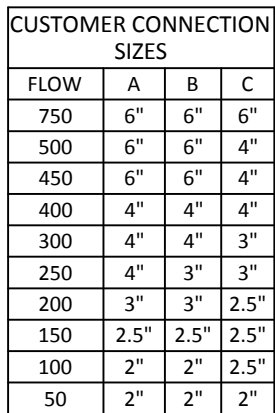 CUSTOMER CONNECTION
SIZES
FLOW A B C
750 6" 6" 6"
500 6" 6" 4"
450 6" 6" 4"
400 4" 4" 4"
300 4" 4" 3"
250 4" 3" 3"
200 3" 3" 2.5"
150 2.5" 2.5" 2.5"
100 2" 2" 2.5"
50 2" 2" 2"